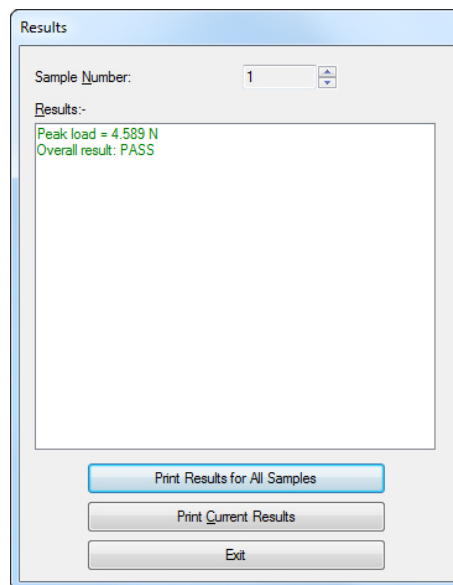 Results
Sample Number: 1
Results:-
Peak load = 4.589 N
Overall result: PASS
Print Results for All Samples
Print Current Results
Exit